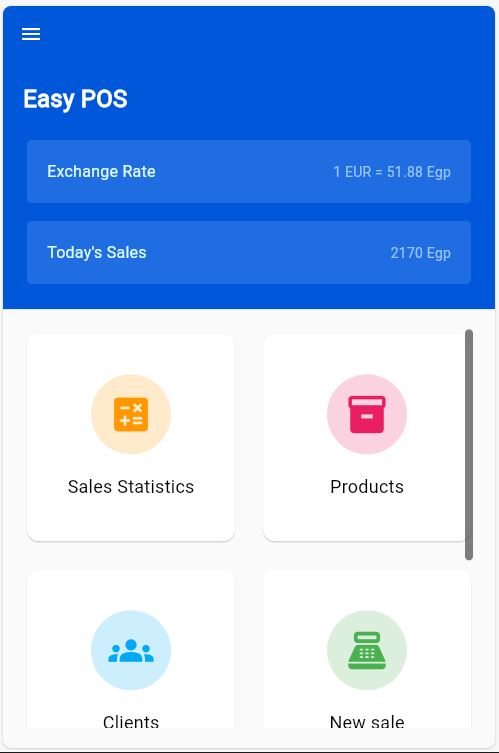 Easy POS
Exchange Rate 1 EUR = 51.88 Egp
Today's Sales 2170 Egp
Sales Statistics
Products
Clients
New sale